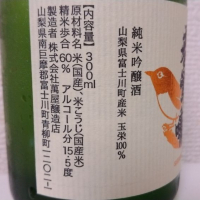 純米吟醸酒
山梨県富士川町産米 玉栄100%
【内容量】300ml
原材料名 米(国産)、米こうじ(国産米)
精米歩合 60% アルコール分 15.5度
製造者 株式会社 萬屋醸造店
山梨県南巨摩郡富士川町青柳町一二〇二-一